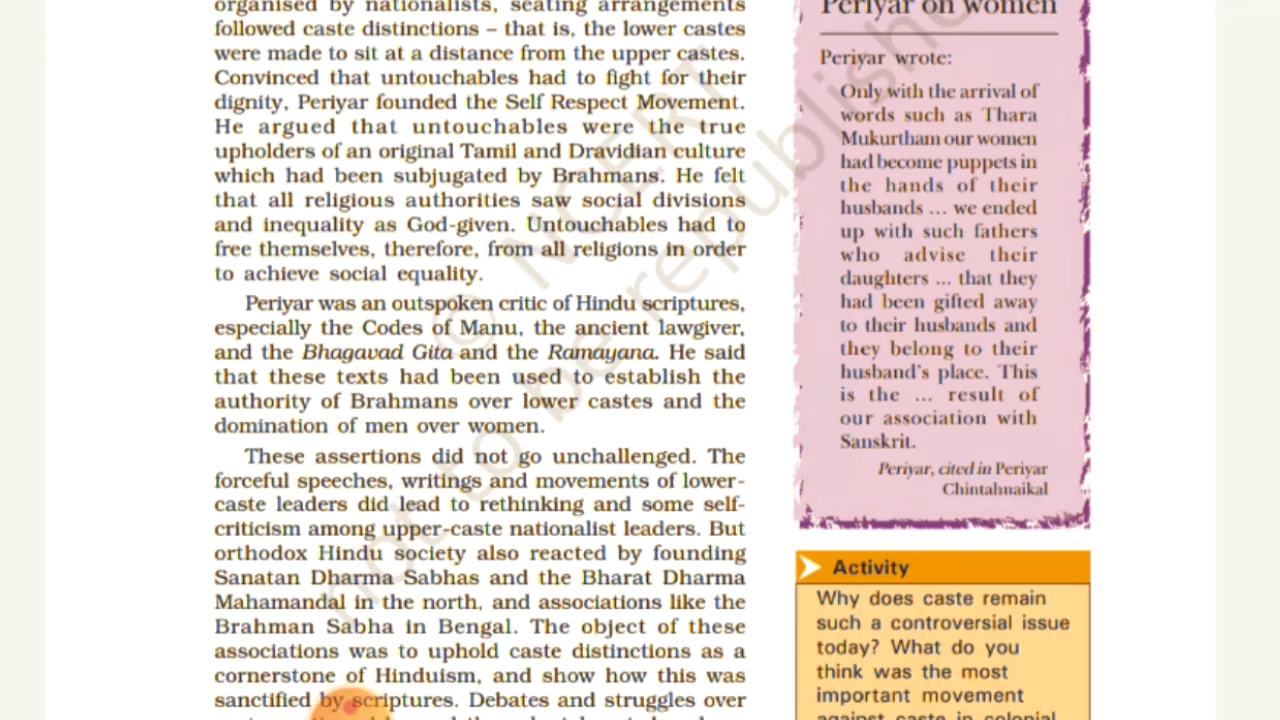 organised by nationalists, seating arrangements
followed caste distinctions – that is, the lower castes
were made to sit at a distance from the upper castes.
Convinced that untouchables had to fight for their
dignity, Periyar founded the Self Respect Movement.
He argued that untouchables were the true
upholders of an original Tamil and Dravidian culture
which had been subjugated by Brahmans. He felt
that all religious authorities saw social divisions
and inequality as God-given. Untouchables had to
free themselves, therefore, from all religions in order
to achieve social equality.
Periyar was an outspoken critic of Hindu scriptures,
especially the Codes of Manu, the ancient lawgiver,
and the Bhagavad Gita and the Ramayana. He said
that these texts had been used to establish the
authority of Brahmans over lower castes and the
domination of men over women.
These assertions did not go unchallenged. The
forceful speeches, writings and movements of lower-
caste leaders did lead to rethinking and some self-
criticism among upper-caste nationalist leaders. But
orthodox Hindu society also reacted by founding
Sanatan Dharma Sabhas and the Bharat Dharma
Mahamandal in the north, and associations like the
Brahman Sabha in Bengal. The object of these
associations was to uphold caste distinctions as a
cornerstone of Hinduism, and show how this was
sanctified by scriptures. Debates and struggles over
Periyar on women
Periyar wrote:
Only with the arrival of
words such as Thara
Mukurtham our women
had become puppets in
the hands of their
husbands ... we ended
up with such fathers
who advise their
daughters ... that they
had been gifted away
to their husbands and
they belong to their
husband's place. This
is the ... result of
our association with
Sanskrit.
Periyar, cited in Periyar
Chintahnaikal
Activity
Why does caste remain
such a controversial issue
today? What do you
think was the most
important movement
against caste in colonial
© NCERT
not to be republished